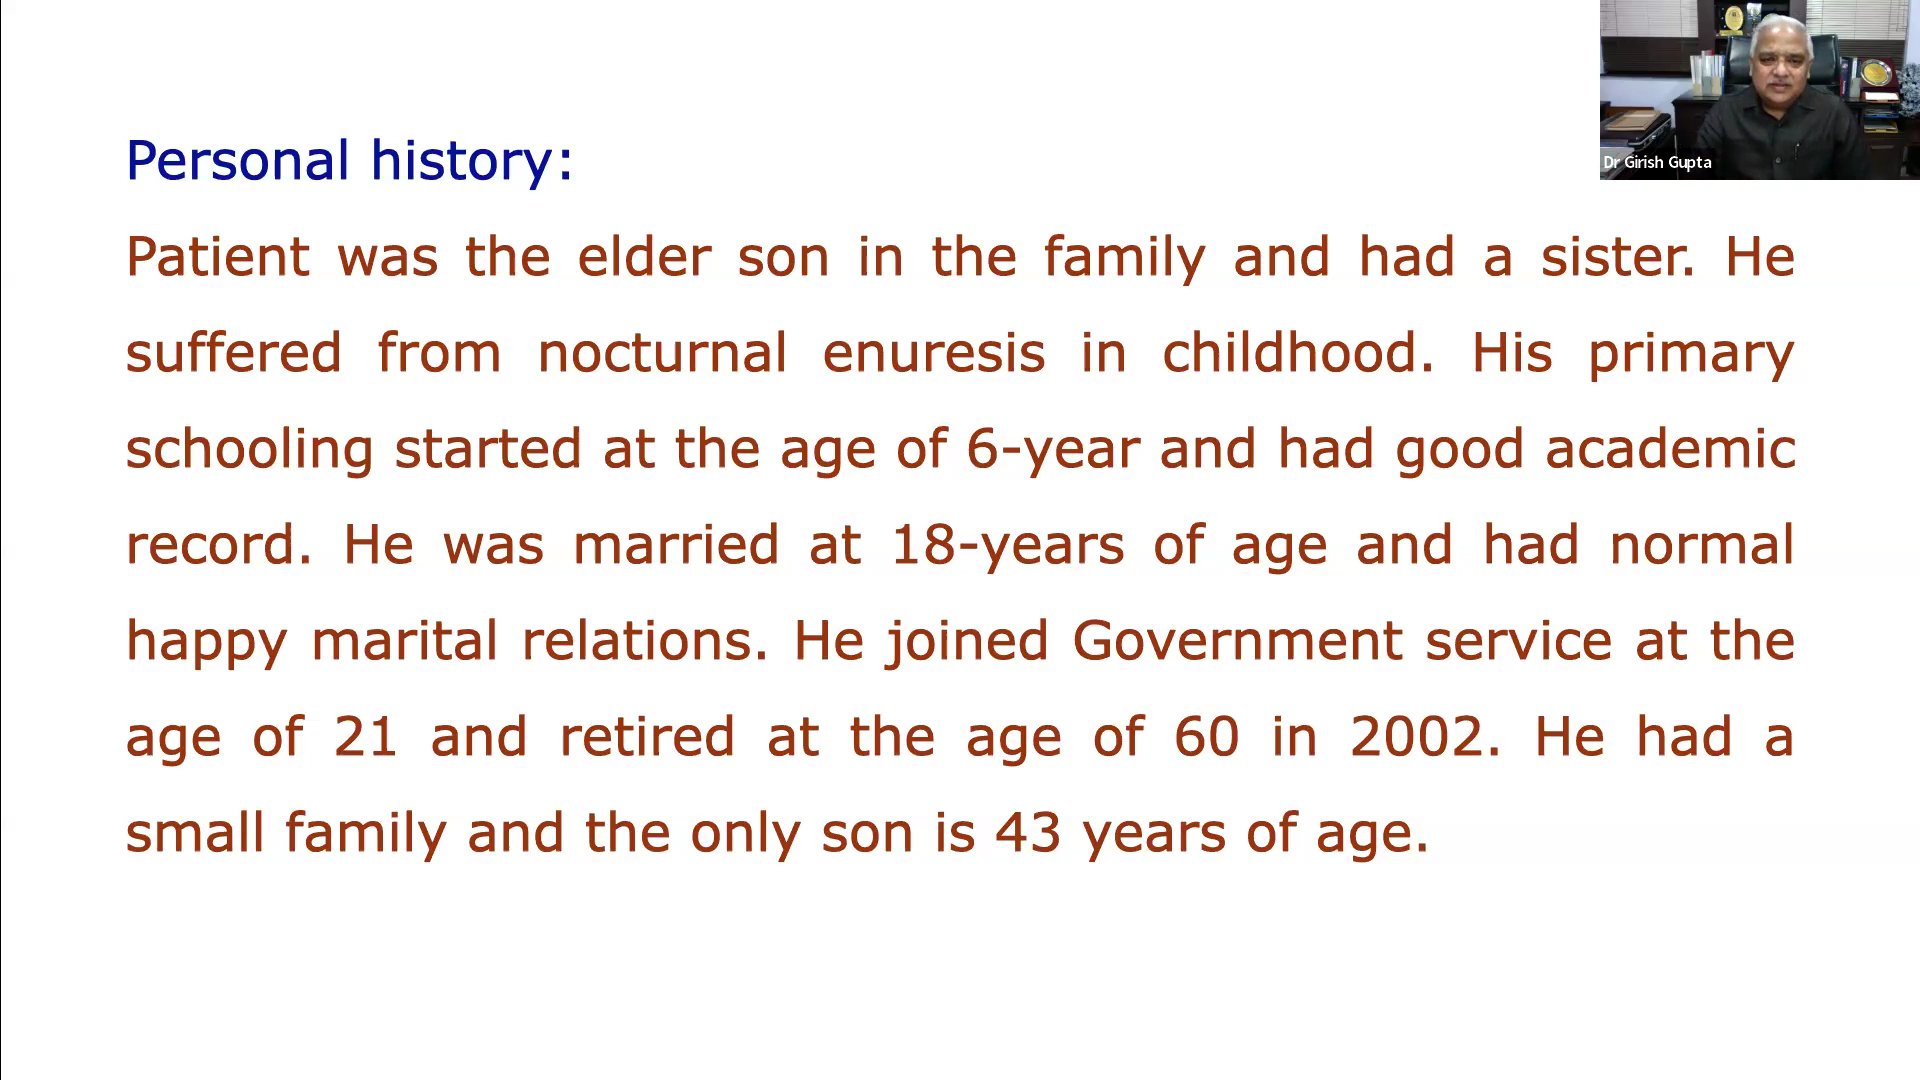 Dr Girish Gupta
Personal history:
Patient was the elder son in the family and had a sister. He
suffered from nocturnal enuresis in childhood. His primary
schooling started at the age of 6-year and had good academic
record. He was married at 18-years of age and had normal
happy marital relations. He joined Government service at the
age of 21 and retired at the age of 60 in 2002. He had a
small family and the only son is 43 years of age.